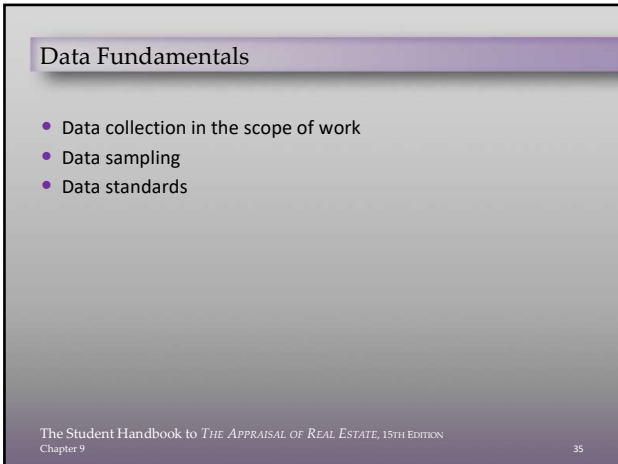 Data Fundamentals
• Data collection in the scope of work
• Data sampling
• Data standards
The Student Handbook to THE APPRAISAL OF REAL ESTATE, 15TH EDITION
Chapter 9
35